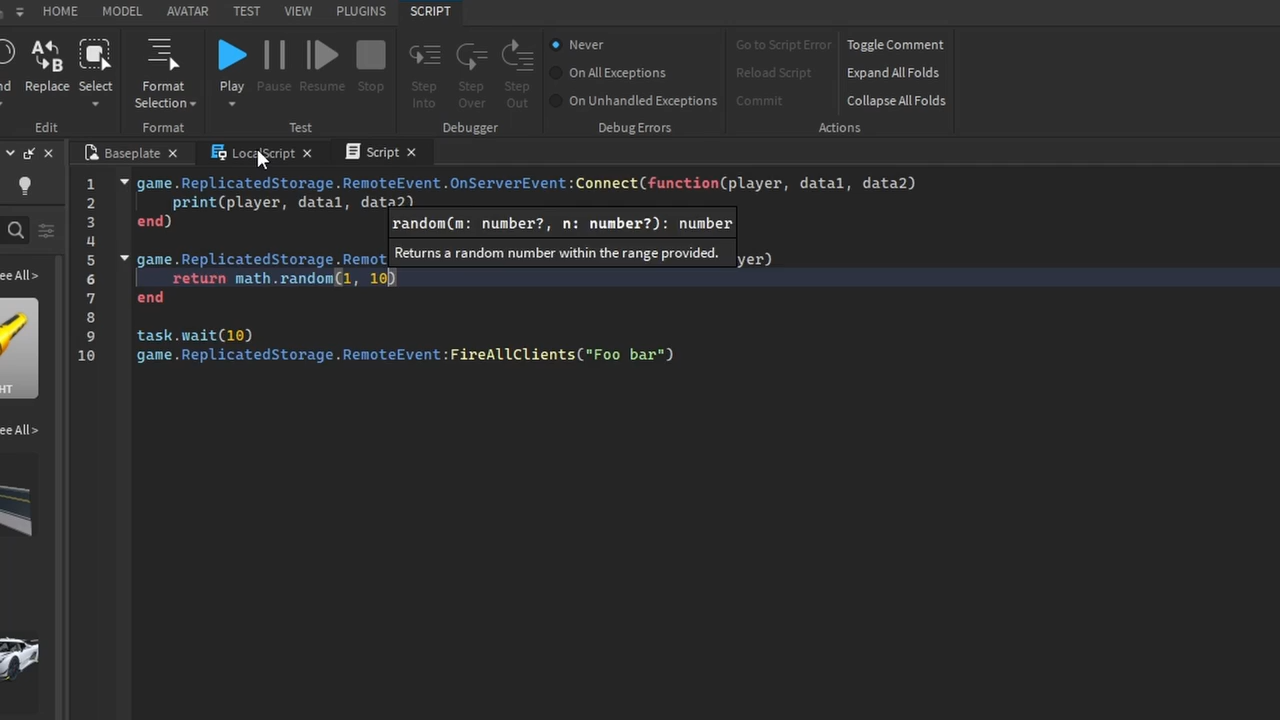 HOME MODEL AVATAR TEST VIEW PLUGINS SCRIPT
Replace Select Format Selection Play Pause Resume Stop Step Into Step Over Step Out
Never
On All Exceptions
On Unhandled Exceptions
Go to Script Error
Reload Script
Commit
Toggle Comment
Expand All Folds
Collapse All Folds
Edit Format Test Debugger Debug Errors Actions
Baseplate LocalScript Script
1 game.ReplicatedStorage.RemoteEvent.OnServerEvent:Connect(function(player, data1, data2)
2 print(player, data1, data2)
3 end)
random(m: number?, n: number?): number
Returns a random number within the range provided.
4
5 game.ReplicatedStorage.Remot yer)
6 return math.random(1, 10)
7 end
8
9 task.wait(10)
10 game.ReplicatedStorage.RemoteEvent:FireAllClients("Foo bar")
ee All >
HT
ee All >